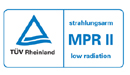 TÜV Rheinland
strahlungsarm
MPR II
low radiation